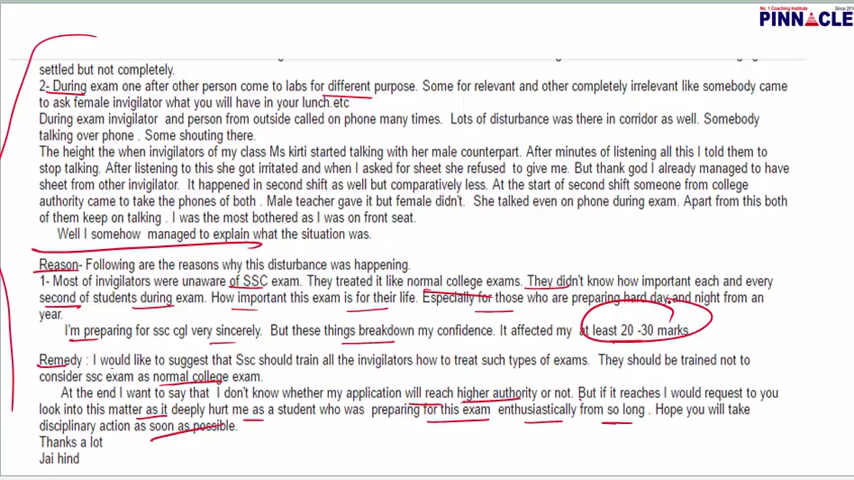 No. 1 Coaching Institute
PINNACLE
settled but not completely.
2- During exam one after other person come to labs for different purpose. Some for relevant and other completely irrelevant like somebody came
to ask female invigilator what you will have in your lunch.etc
During exam invigilator and person from outside called on phone many times. Lots of disturbance was there in corridor as well. Somebody
talking over phone . Some shouting there.
The height the when invigilators of my class Ms kirti started talking with her male counterpart. After minutes of listening all this I told them to
stop talking. After listening to this she got irritated and when I asked for sheet she refused to give me. But thank god I already managed to have
sheet from other invigilator. It happened in second shift as well but comparatively less. At the start of second shift someone from college
authority came to take the phones of both . Male teacher gave it but female didn't. She talked even on phone during exam. Apart from this both
of them keep on talking . I was the most bothered as I was on front seat.
Well I somehow managed to explain what the situation was.
Reason- Following are the reasons why this disturbance was happening.
1- Most of invigilators were unaware of SSC exam. They treated it like normal college exams. They didn't know how important each and every
second of students during exam. How important this exam is for their life. Especially for those who are preparing hard day and night from an
year.
I'm preparing for ssc cgl very sincerely. But these things breakdown my confidence. It affected my at least 20 -30 marks.
Remedy : I would like to suggest that Ssc should train all the invigilators how to treat such types of exams. They should be trained not to
consider ssc exam as normal college exam.
At the end I want to say that I don't know whether my application will reach higher authority or not. But if it reaches I would request to you
look into this matter as it deeply hurt me as a student who was preparing for this exam enthusiastically from so long . Hope you will take
disciplinary action as soon as possible.
Thanks a lot
Jai hind